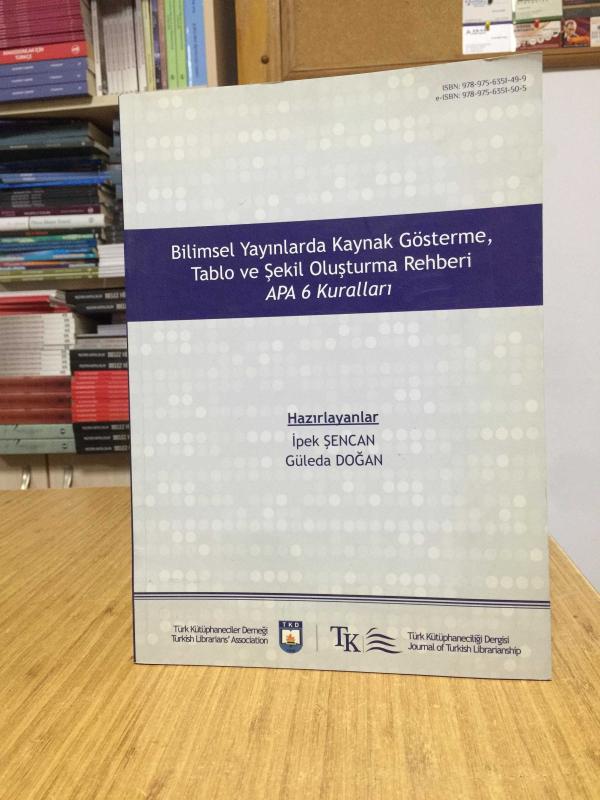 ISBN: 978-975-6351-49-9
e-ISBN: 978-975-6351-50-5
Bilimsel Yayınlarda Kaynak Gösterme,
Tablo ve Şekil Oluşturma Rehberi
APA 6 Kuralları
Hazırlayanlar
İpek ŞENCAN
Güleda DOĞAN
Türk Kütüphaneciler Derneği
Turkish Librarians' Association
TKD
TK
Türk Kütüphaneciliği Dergisi
Journal of Turkish Librarianship